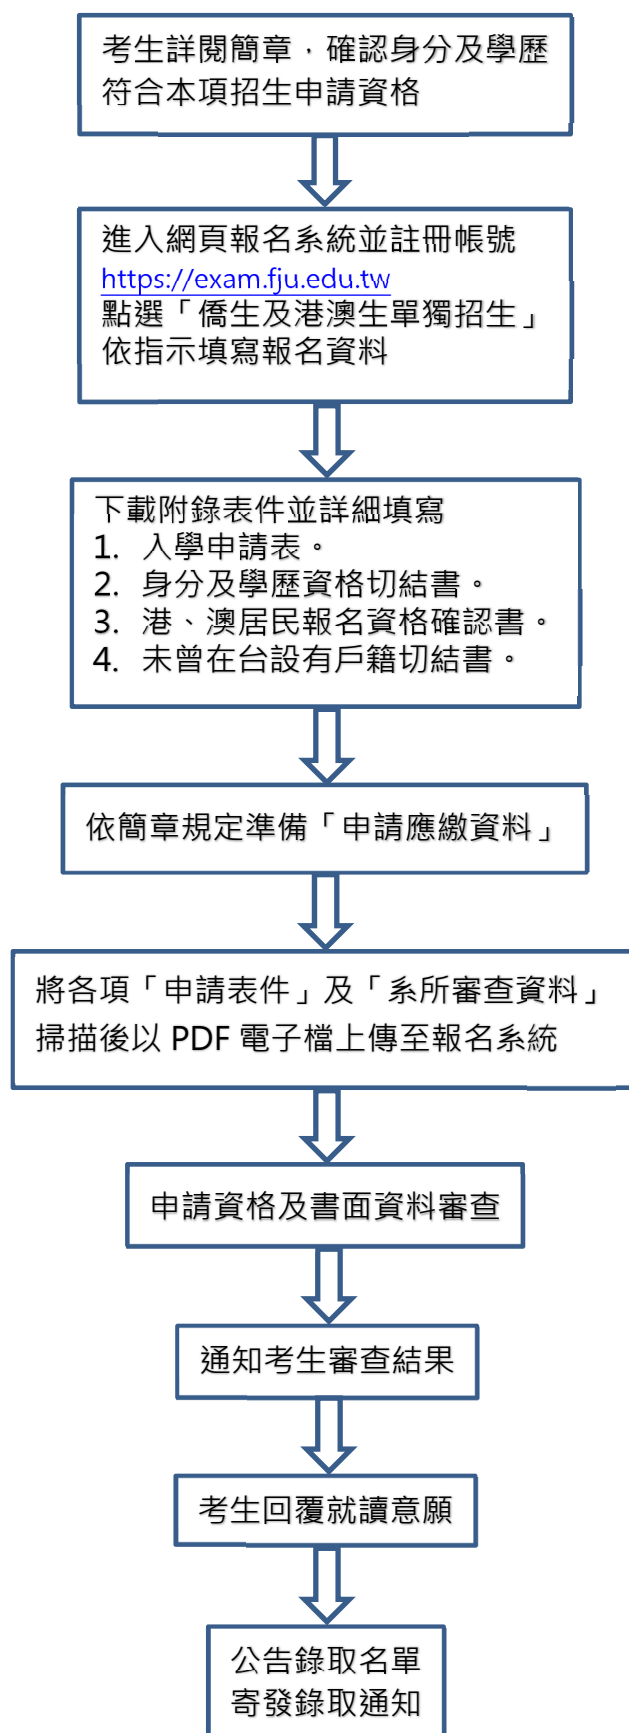 考生詳閱簡章，確認身分及學歷
符合本項招生申請資格
進入網頁報名系統並註冊帳號
https://exam.fju.edu.tw
點選「僑生及港澳生單獨招生」
依指示填寫報名資料
下載附錄表件並詳細填寫
1. 入學申請表。
2. 身分及學歷資格切結書。
3. 港、澳居民報名資格確認書。
4. 未曾在台設有戶籍切結書。
依簡章規定準備「申請應繳資料」
將各項「申請表件」及「系所審查資料」
掃描後以 PDF 電子檔上傳至報名系統
申請資格及書面資料審查
通知考生審查結果
考生回覆就讀意願
公告錄取名單
寄發錄取通知